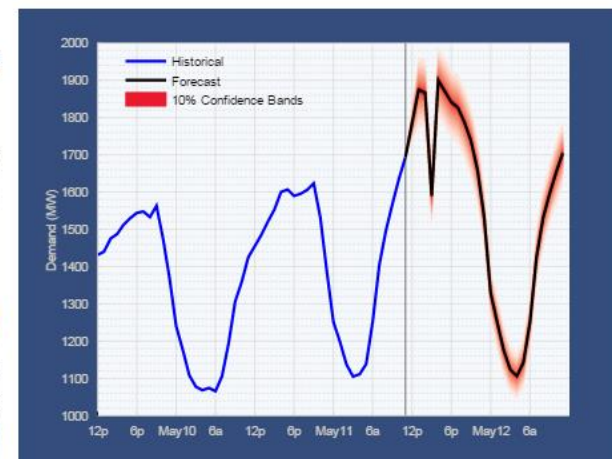 2000
1900
1800
1700
1600
1500
1400
1300
1200
1100
1000
Demand (MW)
Historical
Forecast
10% Confidence Bands
12p 6p May10 6a 12p 6p May11 6a 12p 6p May12 6a